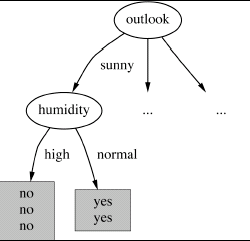 outlook
sunny
humidity
... ...
high normal
no
no
no
yes
yes